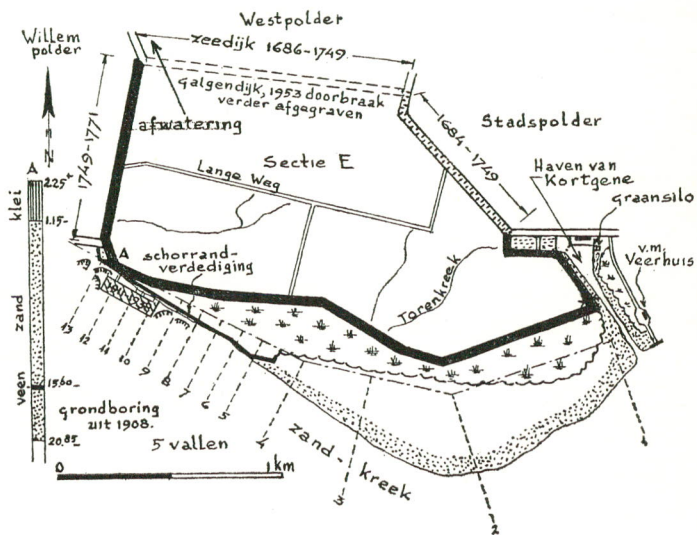 Westpolder
zeedijk 1686-1749
Willem
polder
galgendijk, 1953 doorbraak
verder afgegraven
afwatering
1749-1771
1684-1749
Stadspolder
N
Sectie E
Lange Weg
Haven van
Kortgene
graansilo
v.m.
Veerhuis
A
2.25+
1.15-
klei
zand
veen
15.60-
20.85-
A
schorrand-
verdediging
Torenkreek
13
12
11
10
9
8
7
6
5
4
3
2
1
grondboring
uit 1908.
5 vallen
zand-kreek
0
1 km